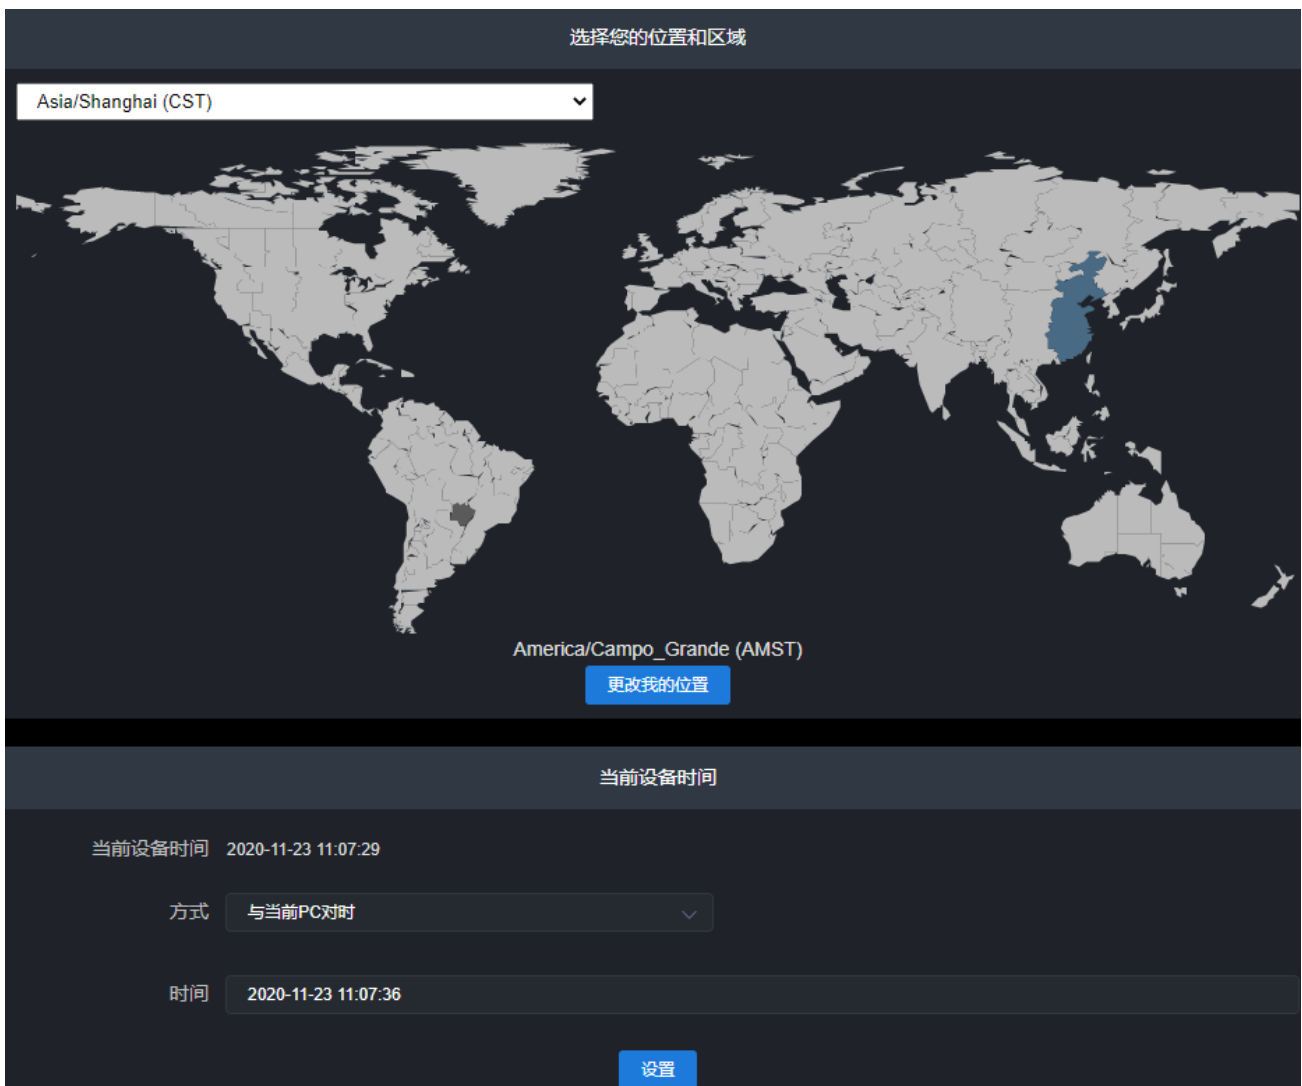 选择您的位置和区域
Asia/Shanghai (CST)
America/Campo_Grande (AMST)
更改我的位置
当前设备时间
当前设备时间 2020-11-23 11:07:29
方式 与当前PC对时
时间 2020-11-23 11:07:36
设置